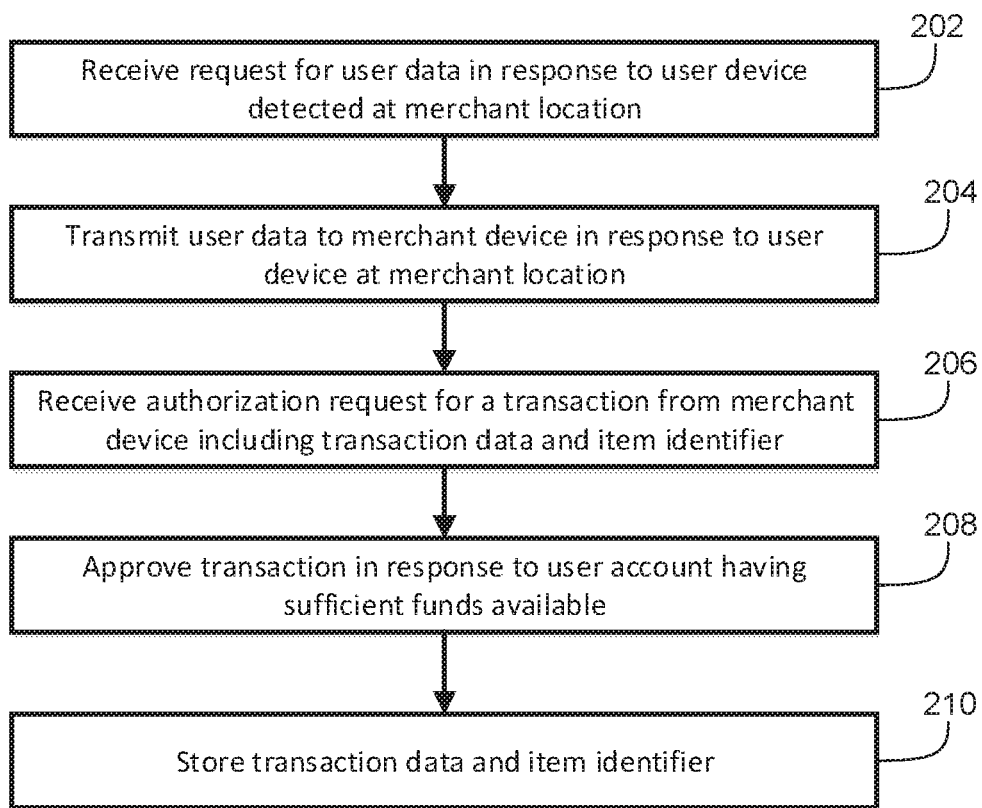 202
Receive request for user data in response to user device
detected at merchant location
204
Transmit user data to merchant device in response to user
device at merchant location
206
Receive authorization request for a transaction from merchant
device including transaction data and item identifier
208
Approve transaction in response to user account having
sufficient funds available
210
Store transaction data and item identifier